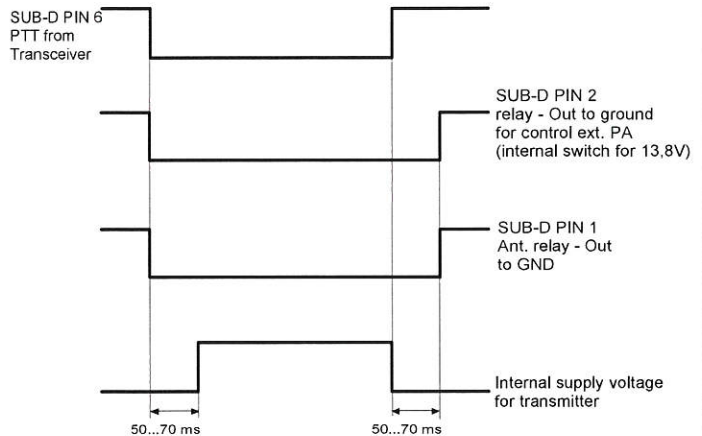 SUB-D PIN 6
PTT from
Transceiver
SUB-D PIN 2
relay - Out to ground
for control ext. PA
(internal switch for 13,8V)
SUB-D PIN 1
Ant. relay - Out
to GND
Internal supply voltage
for transmitter
50...70 ms
50...70 ms